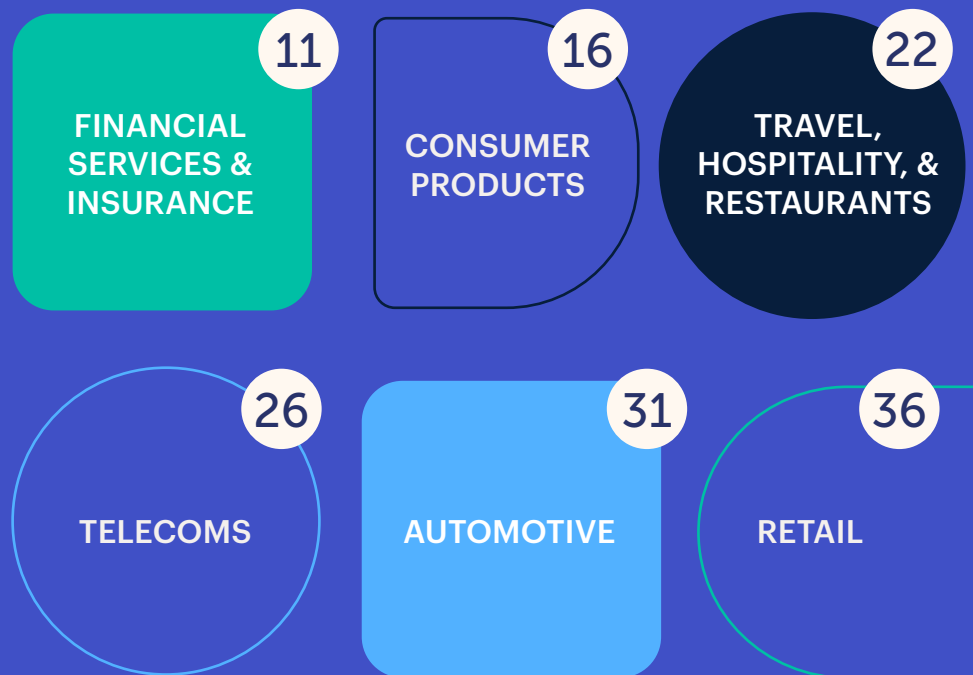 11
FINANCIAL
SERVICES &
INSURANCE
16
CONSUMER
PRODUCTS
22
TRAVEL,
HOSPITALITY, &
RESTAURANTS
26
TELECOMS
31
AUTOMOTIVE
36
RETAIL